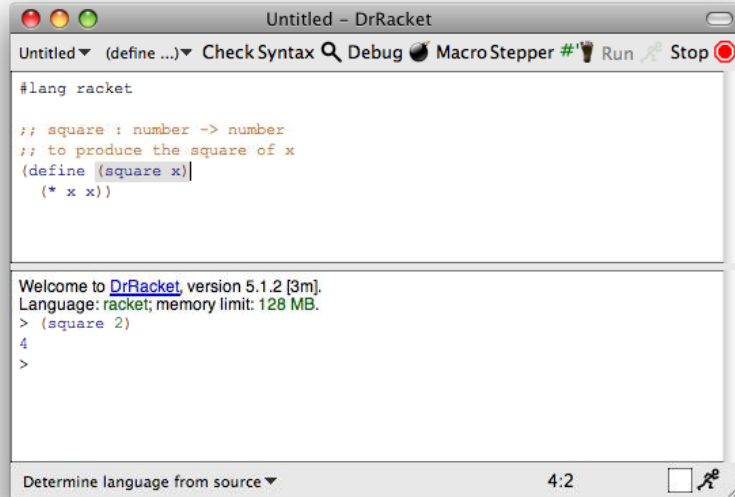 Untitled - DrRacket
Untitled (define ...) Check Syntax Debug Macro Stepper #' Run Stop
#lang racket
;; square : number -> number
;; to produce the square of x
(define (square x)
  (* x x))
Welcome to DrRacket, version 5.1.2 [3m].
Language: racket; memory limit: 128 MB.
> (square 2)
4
>
Determine language from source 4:2